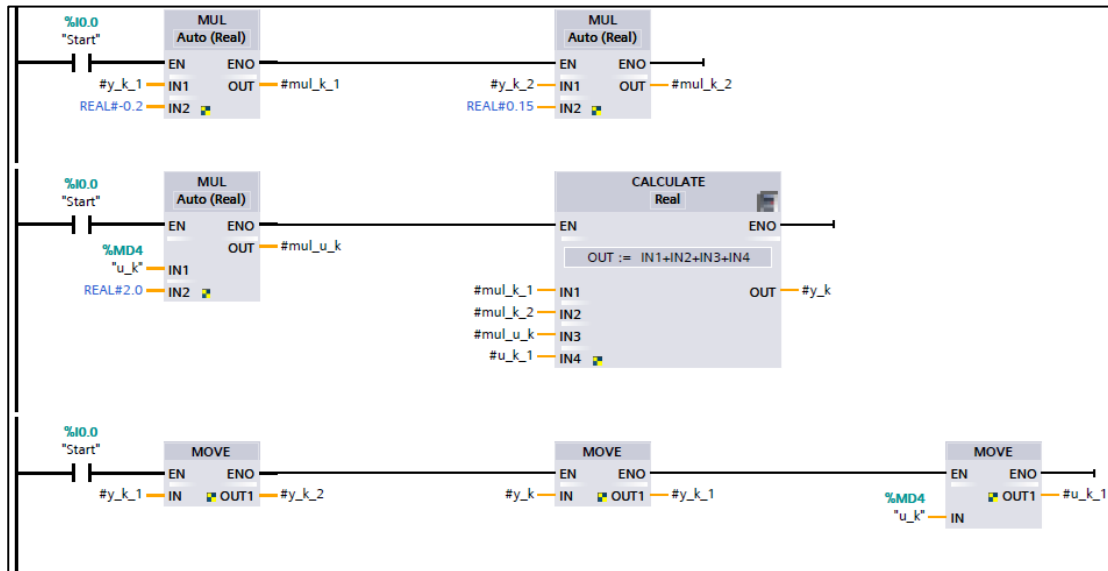 %I0.0
"Start"
MUL
Auto (Real)
EN ENO
#y_k_1 IN1 OUT #mul_k_1
REAL#-0.2 IN2
MUL
Auto (Real)
EN ENO
#y_k_2 IN1 OUT #mul_k_2
REAL#0.15 IN2
%I0.0
"Start"
MUL
Auto (Real)
EN ENO
OUT #mul_u_k
%MD4
"u_k" IN1
REAL#2.0 IN2
CALCULATE
Real
EN ENO
OUT := IN1+IN2+IN3+IN4
#mul_k_1 IN1 OUT #y_k
#mul_k_2 IN2
#mul_u_k IN3
#u_k_1 IN4
%I0.0
"Start"
MOVE
EN ENO
#y_k_1 IN OUT1 #y_k_2
MOVE
EN ENO
#y_k IN OUT1 #y_k_1
MOVE
EN ENO
OUT1 #u_k_1
%MD4
"u_k" IN